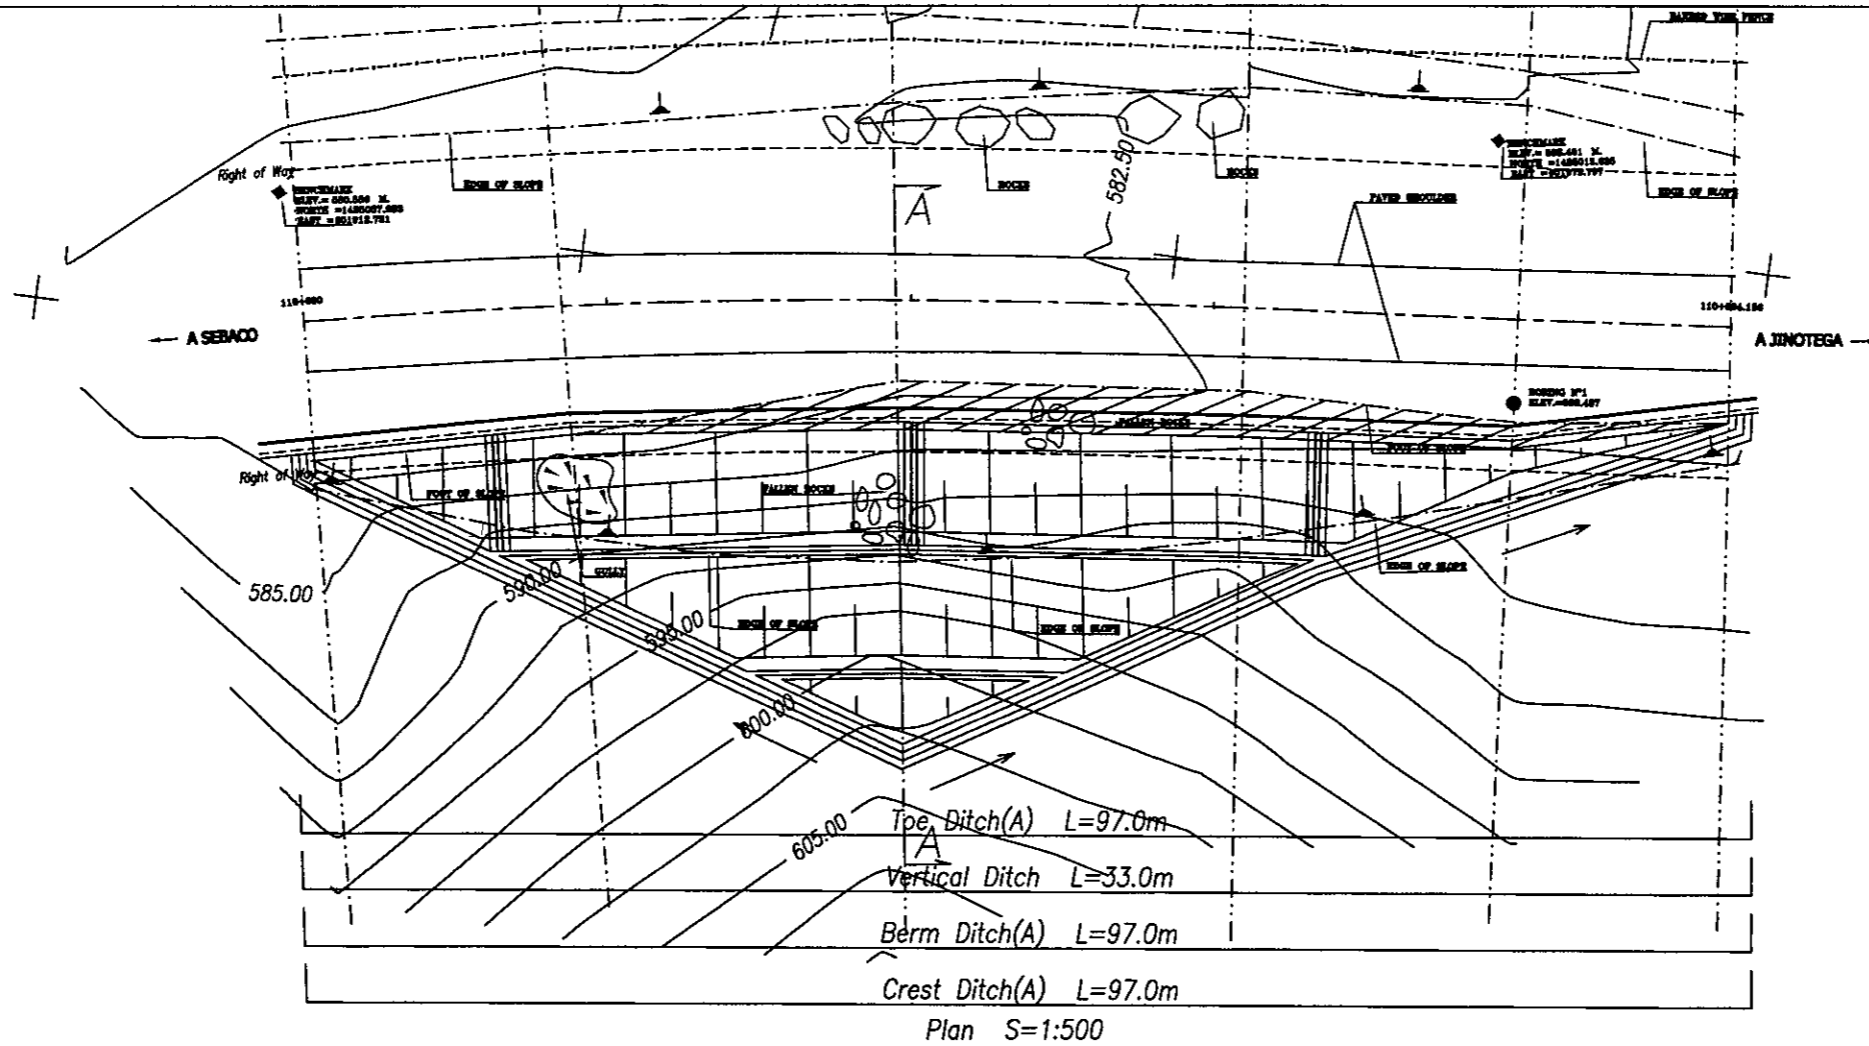 BARBED WIRE FENCE
Right of Way
BENCHMARK
EDGE OF SLOPE
ROCKS
A
582.50
ROCKS
PAVED SHOULDER
BENCHMARK
EDGE OF SLOPE
A SEBACO
A JINOTEGA
BORING Nº1
FALLEN ROCKS
FOOT OF SLOPE
Right of Way
FOOT OF SLOPE
FALLEN ROCKS
GULLY
EDGE OF SLOPE
585.00
590.00
595.00
EDGE OF SLOPE
EDGE OF SLOPE
600.00
605.00
Toe Ditch(A) L=97.0m
A
Vertical Ditch L=33.0m
Berm Ditch(A) L=97.0m
Crest Ditch(A) L=97.0m
Plan S=1:500